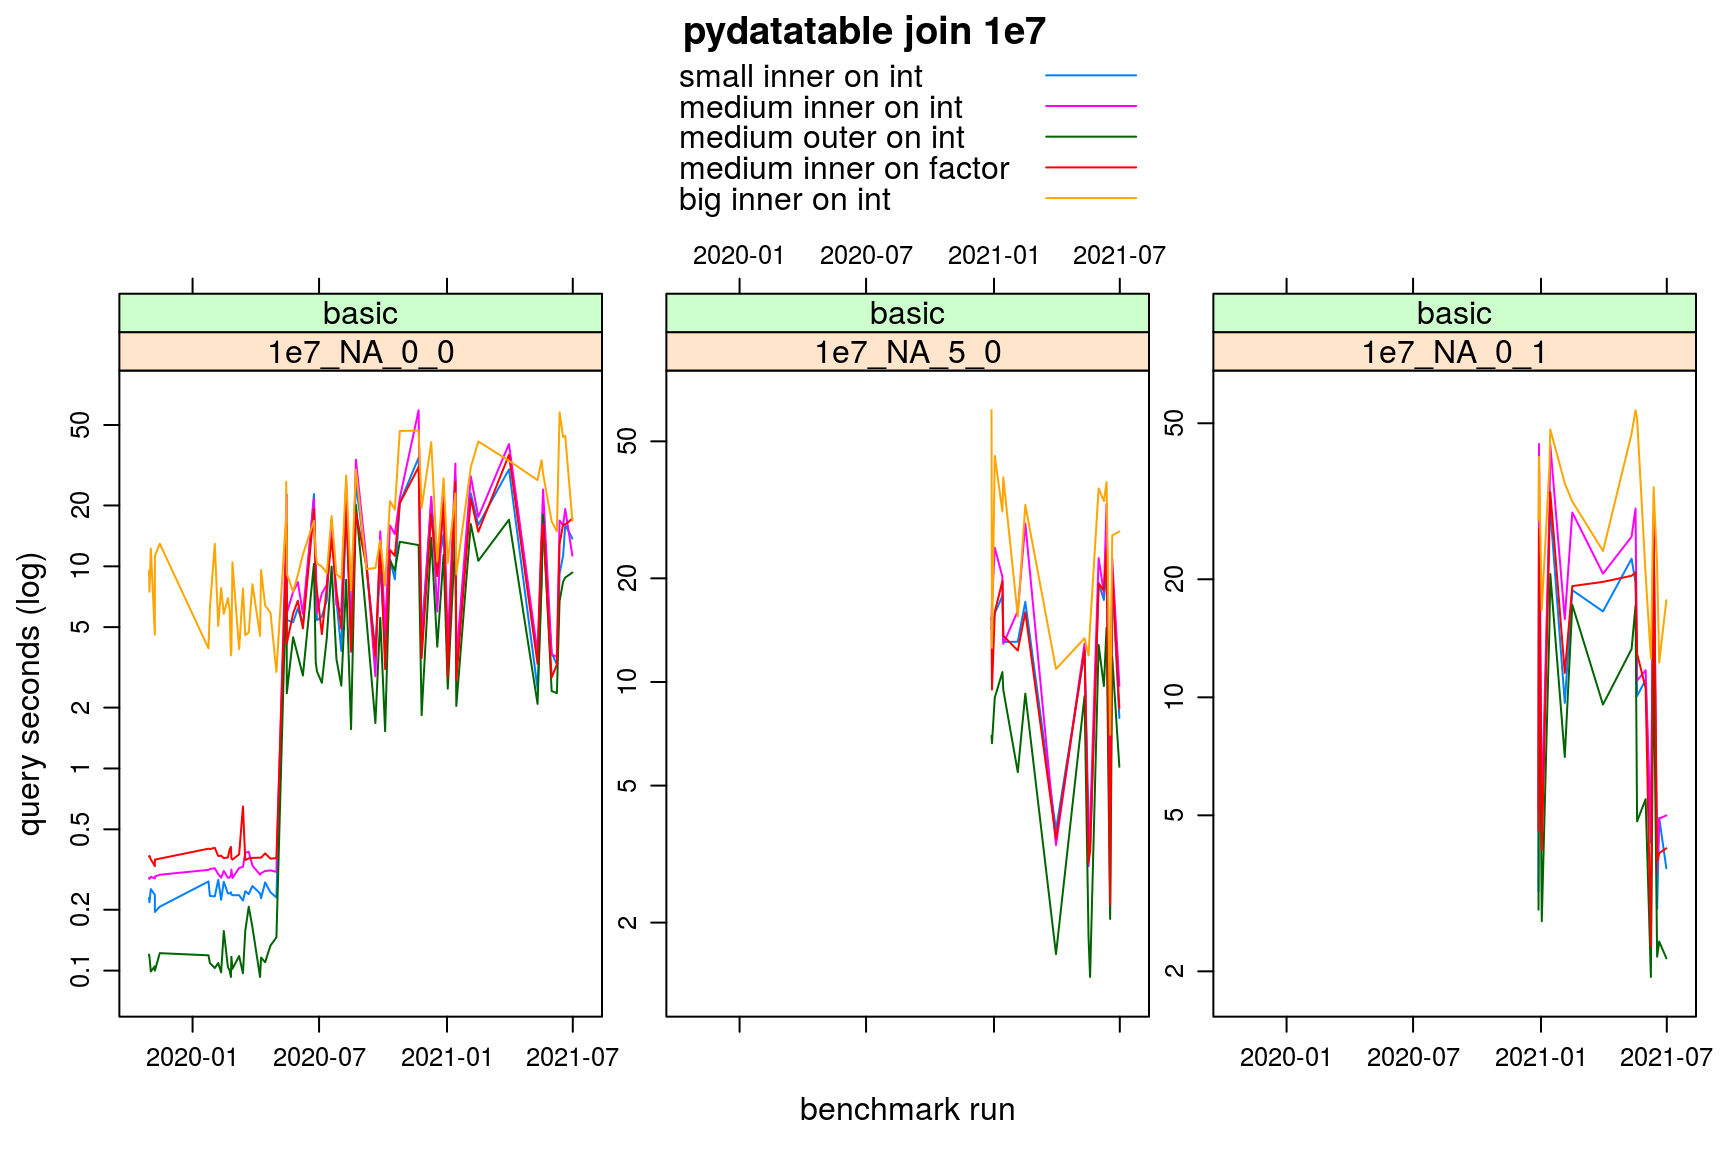 pydatatable join 1e7
small inner on int
medium inner on int
medium outer on int
medium inner on factor
big inner on int
2020-01 2020-07 2021-01 2021-07
basic basic basic
1e7_NA_0_0 1e7_NA_5_0 1e7_NA_0_1
query seconds (log)
50
20
10
5
2
1
0.5
0.2
0.1
50
20
10
5
2
50
20
10
5
2
2020-01 2020-07 2021-01 2021-07 2020-01 2020-07 2021-01 2021-07
benchmark run